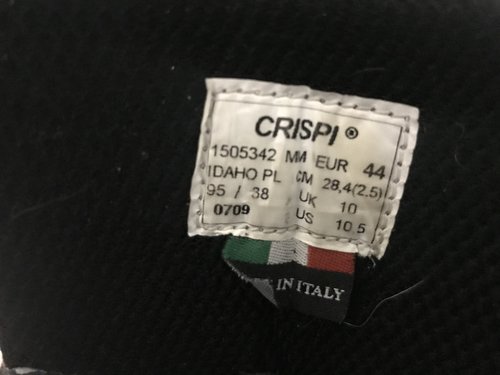 CRISPI ®
1505342 MM EUR 44
IDAHO PL CM 28,4(2.5)
95 / 38 UK 10
0709 US 10.5
IN ITALY